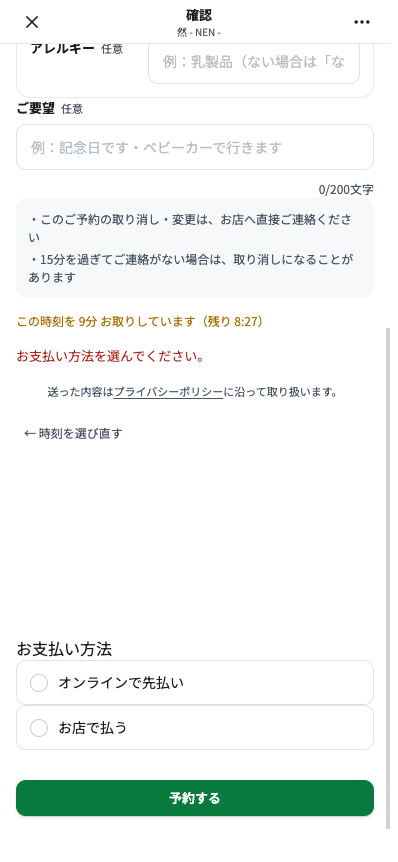 確認
然 - NEN -
アレルギー 任意
例：乳製品（ない場合は「な
ご要望 任意
例：記念日です・ベビーカーで行きます
0/200文字
・このご予約の取り消し・変更は、お店へ直接ご連絡くださ
い
・15分を過ぎてご連絡がない場合は、取り消しになることが
あります
この時刻を 9分 お取りしています（残り 8:27）
お支払い方法を選んでください。
送った内容はプライバシーポリシーに沿って取り扱います。
← 時刻を選び直す
お支払い方法
オンラインで先払い
お店で払う
予約する